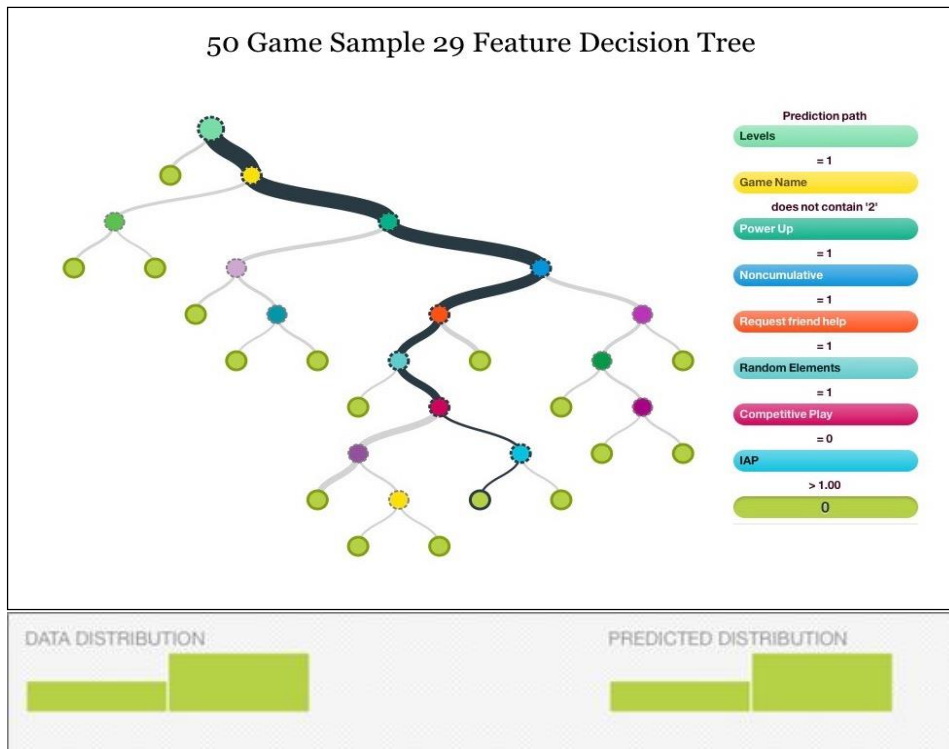 50 Game Sample 29 Feature Decision Tree
Prediction path
Levels
= 1
Game Name
does not contain '2'
Power Up
= 1
Noncumulative
= 1
Request friend help
= 1
Random Elements
= 1
Competitive Play
= 0
IAP
> 1.00
0
DATA DISTRIBUTION
PREDICTED DISTRIBUTION